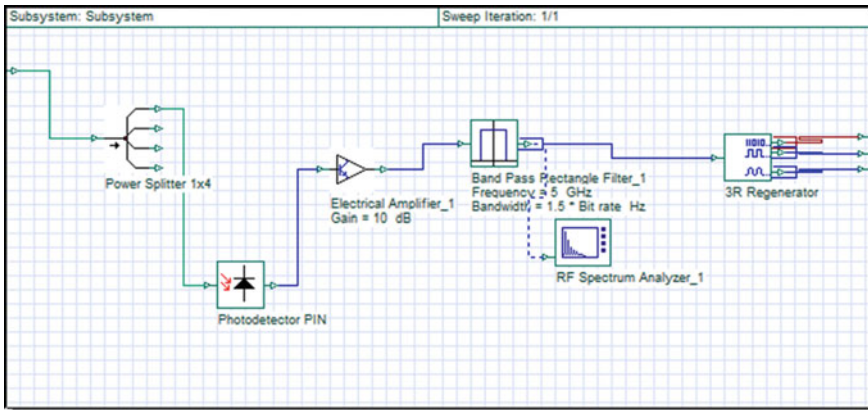 Subsystem: Subsystem
Sweep Iteration: 1/1
Power Splitter 1x4
Electrical Amplifier_1
Gain = 10 dB
Band Pass Rectangle Filter_1
Frequency = 5 GHz
Bandwidth = 1.5 * Bit rate Hz
11010
3R Regenerator
RF Spectrum Analyzer_1
Photodetector PIN